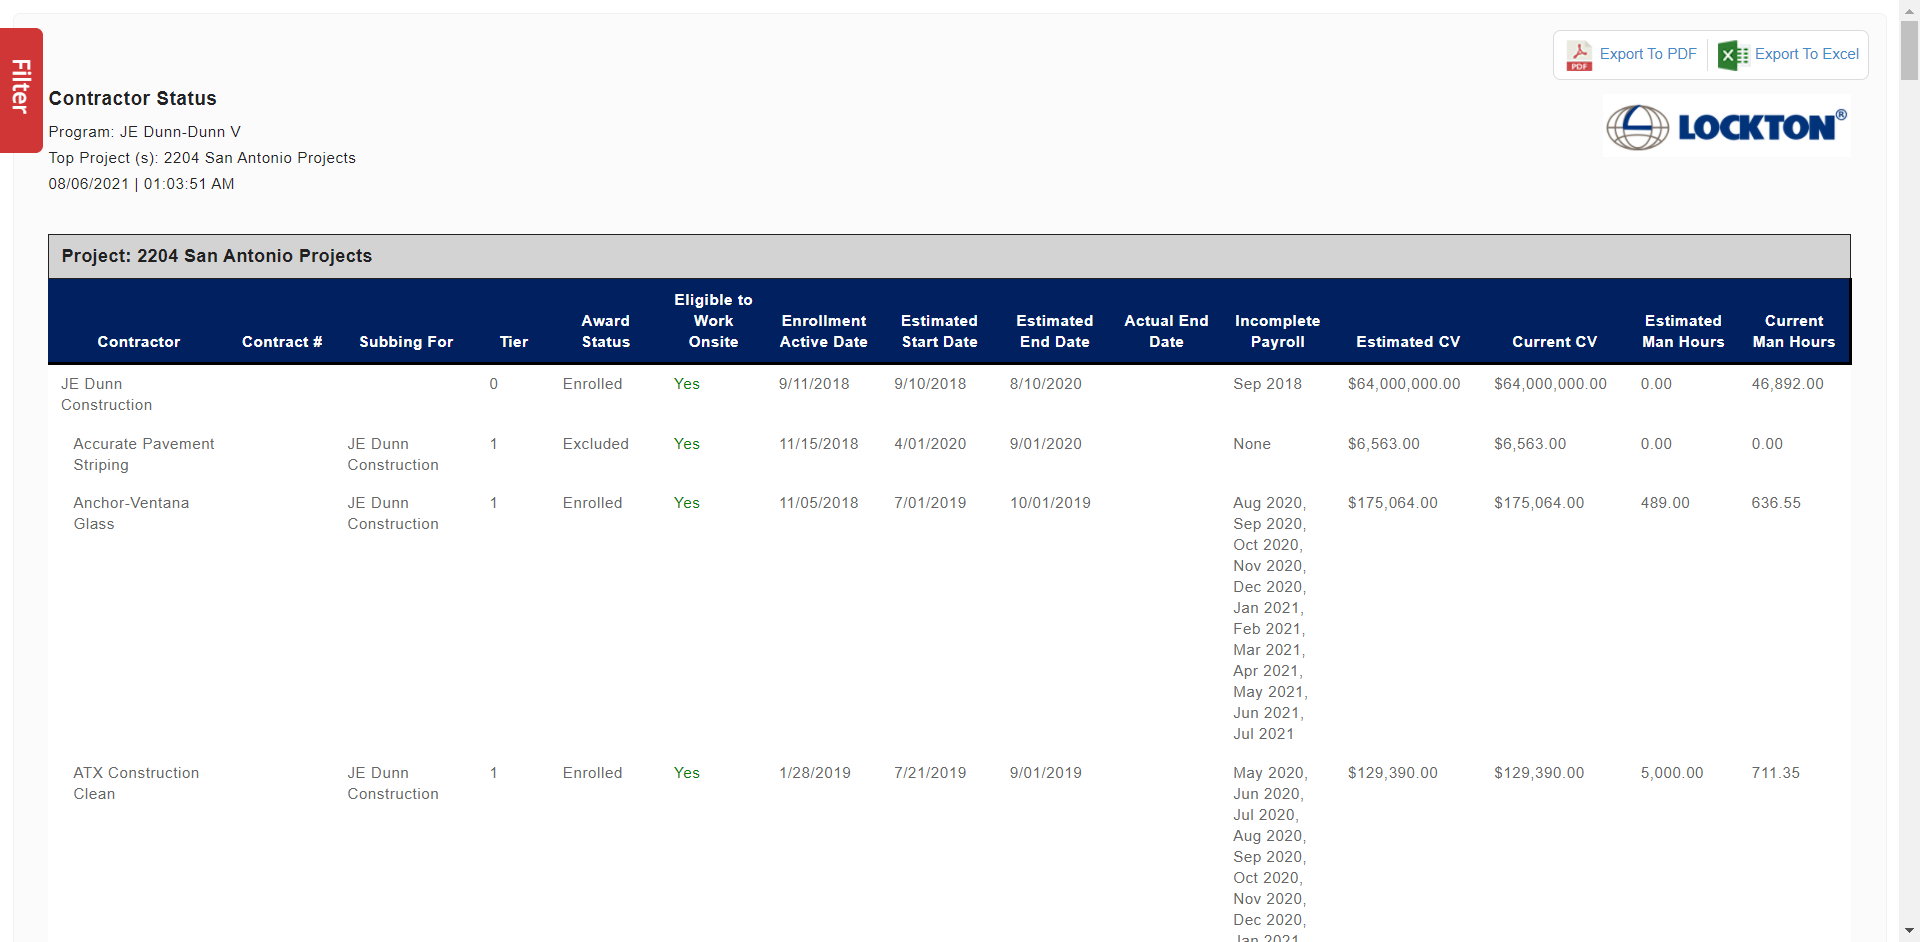 Filter
Export To PDF
Export To Excel
LOCKTON®
Contractor Status
Program: JE Dunn-Dunn V
Top Project (s): 2204 San Antonio Projects
08/06/2021 | 01:03:51 AM
Project: 2204 San Antonio Projects
Contractor
Contract #
Subbing For
Tier
Award
Status
Eligible to
Work
Onsite
Enrollment
Active Date
Estimated
Start Date
Estimated
End Date
Actual End
Date
Incomplete
Payroll
Estimated CV
Current CV
Estimated
Man Hours
Current
Man Hours
JE Dunn
Construction
0
Enrolled
Yes
9/11/2018
9/10/2018
8/10/2020
Sep 2018
$64,000,000.00
$64,000,000.00
0.00
46,892.00
Accurate Pavement
Striping
JE Dunn
Construction
1
Excluded
Yes
11/15/2018
4/01/2020
9/01/2020
None
$6,563.00
$6,563.00
0.00
0.00
Anchor-Ventana
Glass
JE Dunn
Construction
1
Enrolled
Yes
11/05/2018
7/01/2019
10/01/2019
Aug 2020,
Sep 2020,
Oct 2020,
Nov 2020,
Dec 2020,
Jan 2021,
Feb 2021,
Mar 2021,
Apr 2021,
May 2021,
Jun 2021,
Jul 2021
$175,064.00
$175,064.00
489.00
636.55
ATX Construction
Clean
JE Dunn
Construction
1
Enrolled
Yes
1/28/2019
7/21/2019
9/01/2019
May 2020,
Jun 2020,
Jul 2020,
Aug 2020,
Sep 2020,
Oct 2020,
Nov 2020,
Dec 2020,
Jan 2021
$129,390.00
$129,390.00
5,000.00
711.35